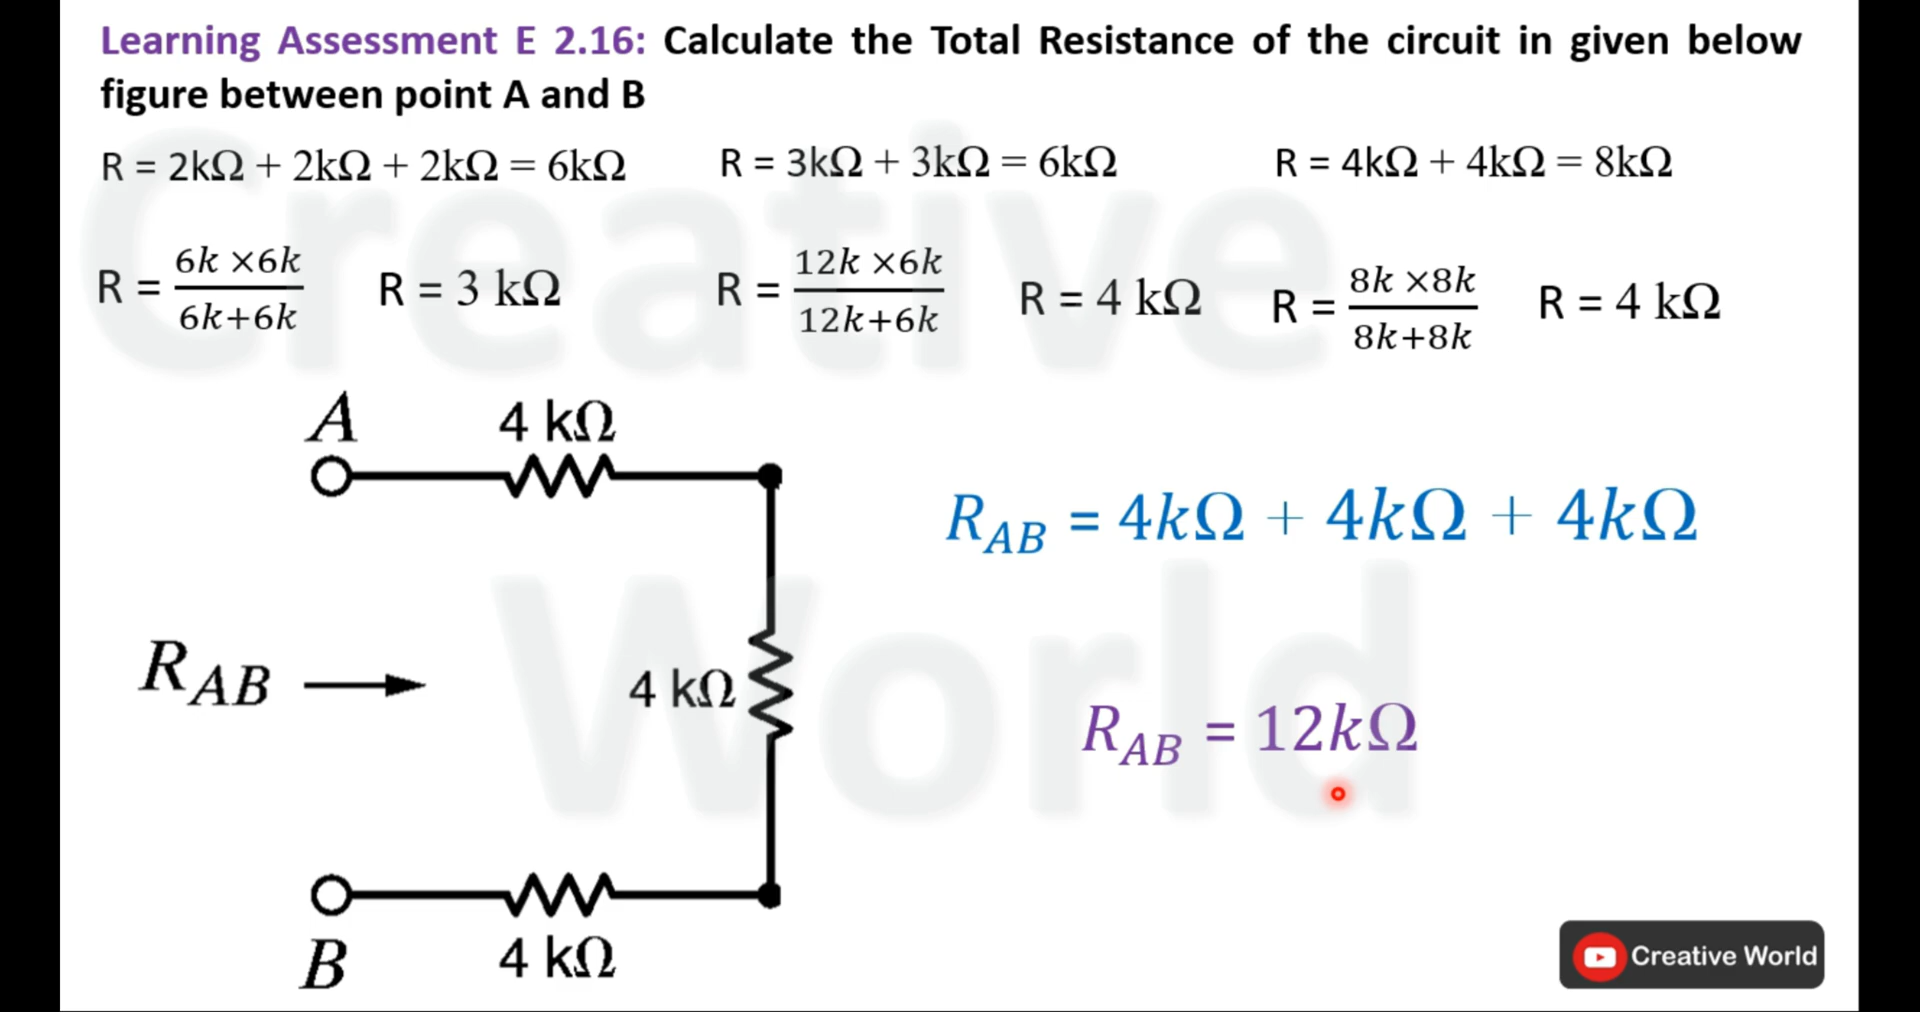 Learning Assessment E 2.16: Calculate the Total Resistance of the circuit in given below
figure between point A and B
R = 2kΩ + 2kΩ + 2kΩ = 6kΩ
R = 3kΩ + 3kΩ = 6kΩ
R = 4kΩ + 4kΩ = 8kΩ
R = 6k ×6k / 6k+6k
R = 3 kΩ
R = 12k ×6k / 12k+6k
R = 4 kΩ
R = 8k ×8k / 8k+8k
R = 4 kΩ
Creative
World
A
4 kΩ
R_AB = 4kΩ + 4kΩ + 4kΩ
R_AB
4 kΩ
R_AB = 12kΩ
B
4 kΩ
Creative World